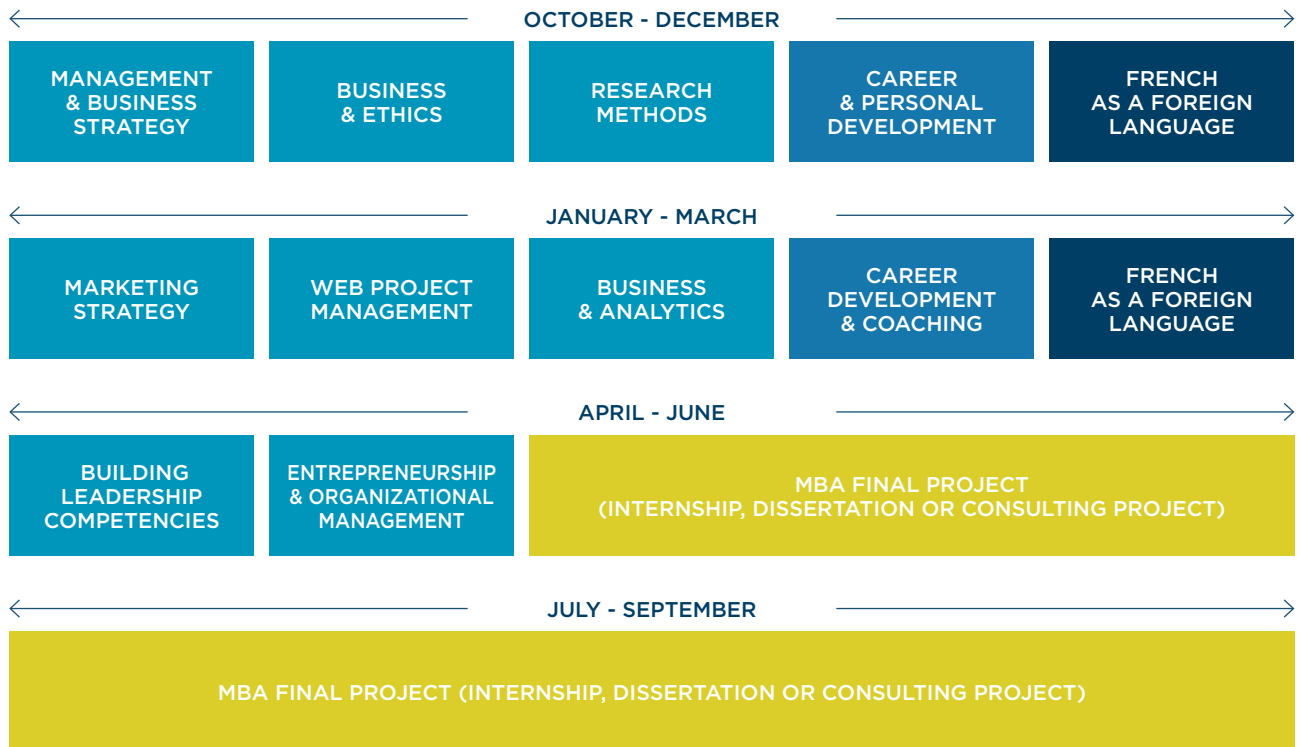 OCTOBER - DECEMBER
MANAGEMENT
& BUSINESS
STRATEGY
BUSINESS
& ETHICS
RESEARCH
METHODS
CAREER
& PERSONAL
DEVELOPMENT
FRENCH
AS A FOREIGN
LANGUAGE
JANUARY - MARCH
MARKETING
STRATEGY
WEB PROJECT
MANAGEMENT
BUSINESS
& ANALYTICS
CAREER
DEVELOPMENT
& COACHING
FRENCH
AS A FOREIGN
LANGUAGE
APRIL - JUNE
BUILDING
LEADERSHIP
COMPETENCIES
ENTREPRENEURSHIP
& ORGANIZATIONAL
MANAGEMENT
MBA FINAL PROJECT
(INTERNSHIP, DISSERTATION OR CONSULTING PROJECT)
JULY - SEPTEMBER
MBA FINAL PROJECT (INTERNSHIP, DISSERTATION OR CONSULTING PROJECT)